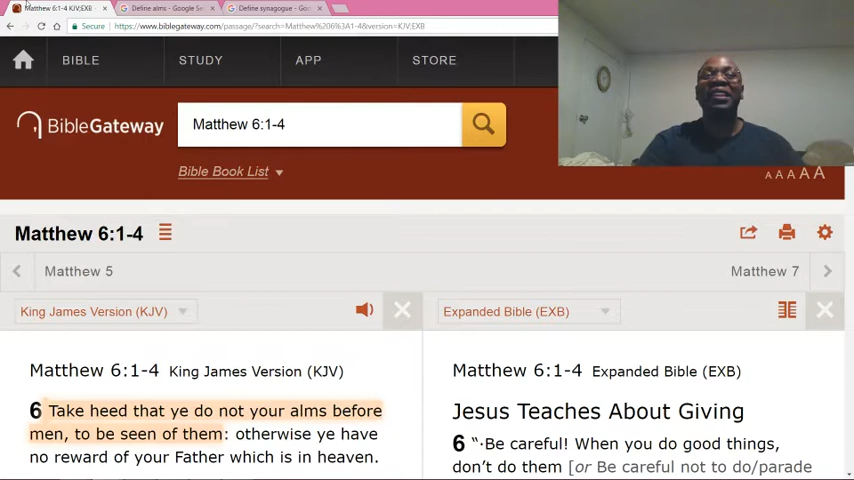 Matthew 6:1-4 KJV;EXB -
Define alms - Google Se
Define synagogue - Goo
Secure
https://www.biblegateway.com/passage/?search=Matthew%206%3A1-4&version=KJV;EXB
BIBLE
STUDY
APP
STORE
BibleGateway
Matthew 6:1-4
Bible Book List
A A A A A
Matthew 6:1-4
Matthew 5
Matthew 7
King James Version (KJV)
Expanded Bible (EXB)
Matthew 6:1-4 King James Version (KJV)
6 Take heed that ye do not your alms before
men, to be seen of them: otherwise ye have
no reward of your Father which is in heaven.
Matthew 6:1-4 Expanded Bible (EXB)
Jesus Teaches About Giving
6 “·Be careful! When you do good things,
don’t do them [or Be careful not to do/parade